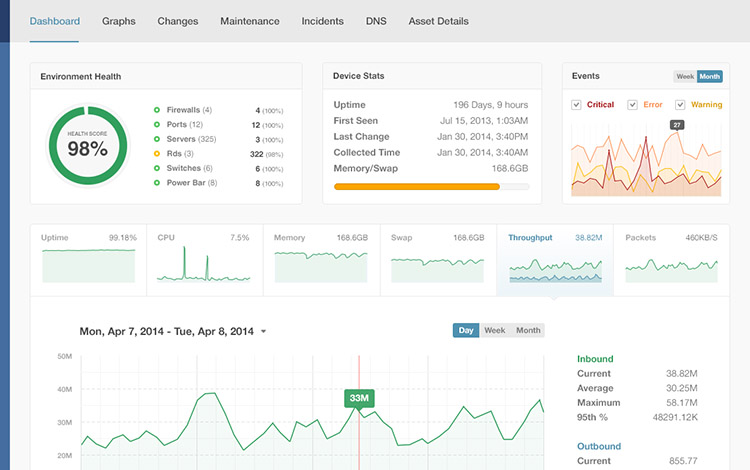 Dashboard Graphs Changes Maintenance Incidents DNS Asset Details
Environment Health
HEALTH SCORE
98%
Firewalls (4) 4 (100%)
Ports (12) 12 (100%)
Servers (325) 3 (100%)
Rds (3) 322 (98%)
Switches (6) 6 (100%)
Power Bar (8) 8 (100%)
Device Stats
Uptime 196 Days, 9 hours
First Seen Jul 15, 2013, 1:03AM
Last Change Jan 30, 2014, 3:40PM
Collected Time Jan 30, 2014, 3:44PM
Memory/Swap 168.6GB
Events Week Month
Critical Error Warning
27
Uptime 99.18% CPU 7.5% Memory 168.6GB Swap 168.6GB Throughput 38.82M Packets 460KB/S
Mon, Apr 7, 2014 - Tue, Apr 8, 2014 Day Week Month
50M
40M
30M
20M
33M
Inbound
Current 38.82M
Average 30.25M
Maximum 58.17M
95th % 48291.12K
Outbound
Current 855.77